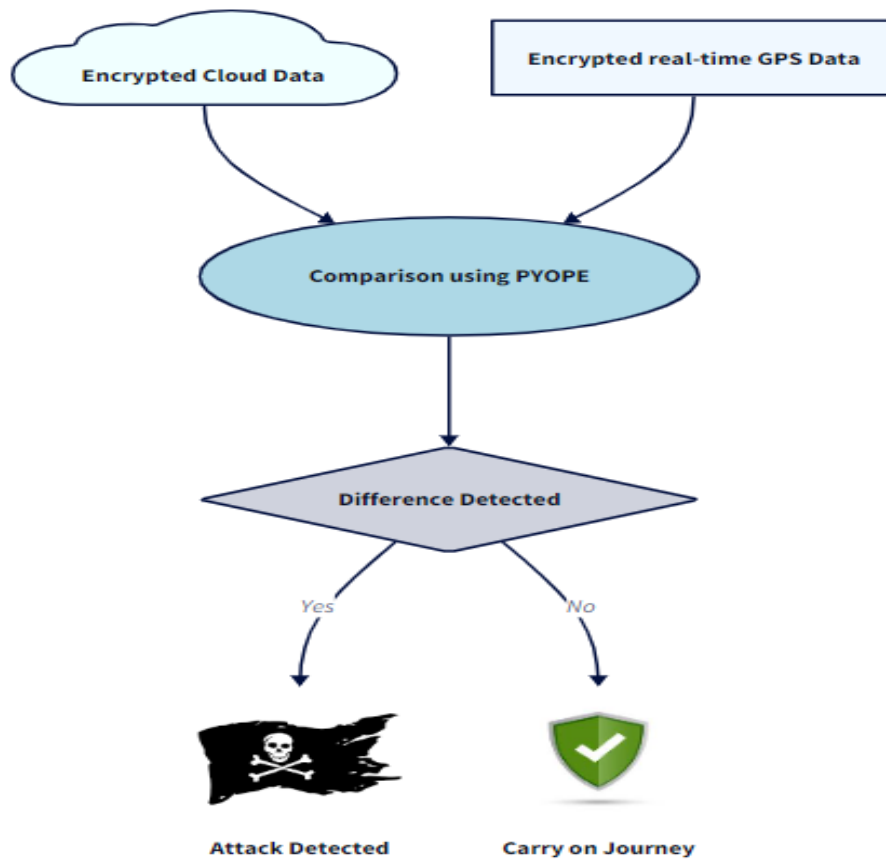 Encrypted Cloud Data
Encrypted real-time GPS Data
Comparison using PYOPE
Difference Detected
Yes
No
Attack Detected
Carry on Journey